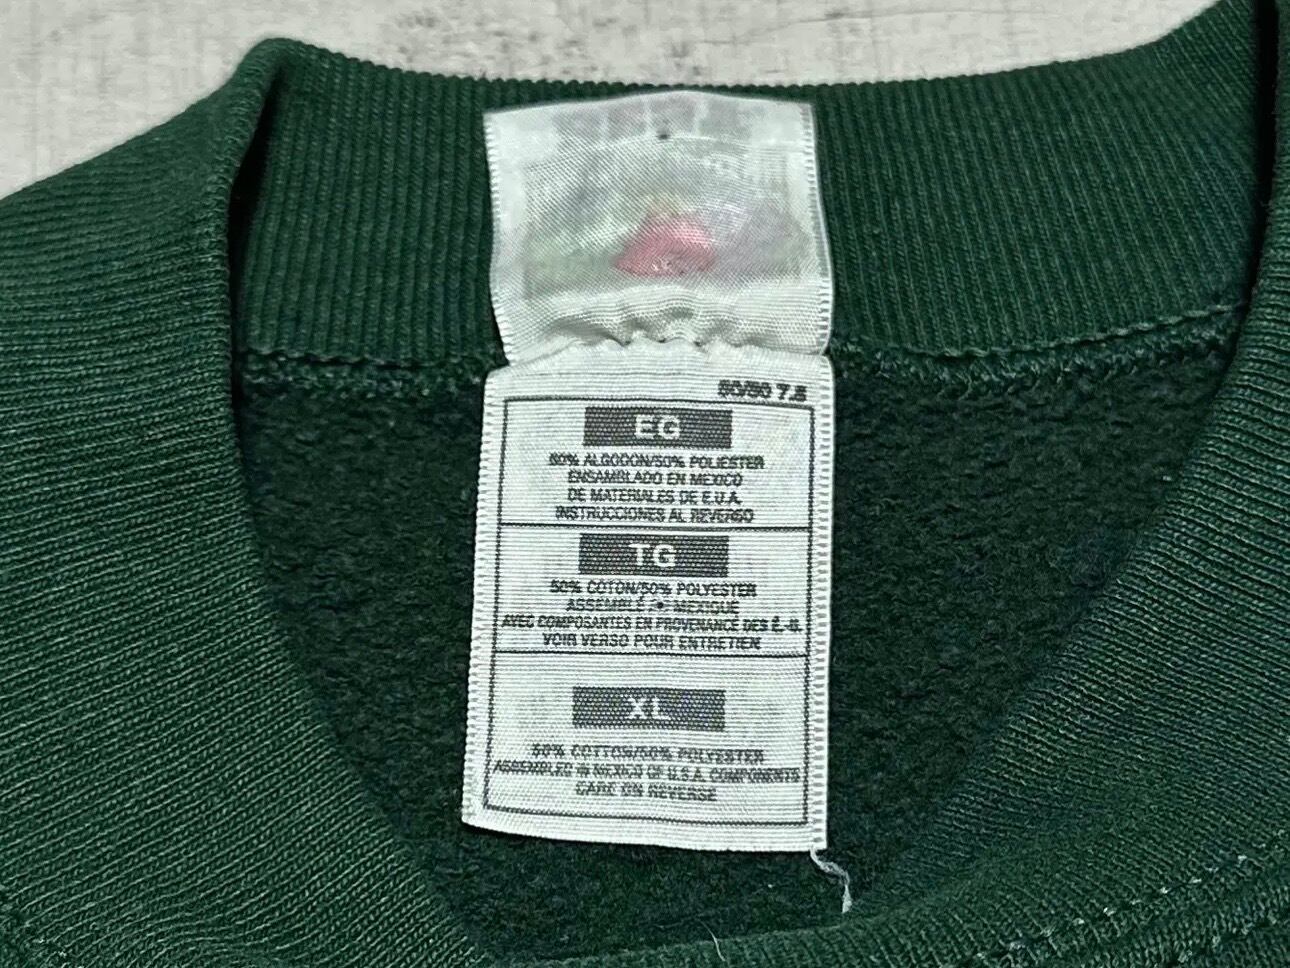 50/50 7.5
EG
50% ALGODON/50% POLIESTER
ENSAMBLADO EN MEXICO
DE MATERIALES DE E.U.A.
INSTRUCCIONES AL REVERSO
TG
50% COTON/50% POLYESTER
ASSEMBLÉ MEXIQUE
AVEC COMPOSANTES EN PROVENANCE DES É.-U.
VOIR VERSO POUR ENTRETIEN
XL
50% COTTON/50% POLYESTER
ASSEMBLED IN MEXICO OF U.S.A. COMPONENTS
CARE ON REVERSE